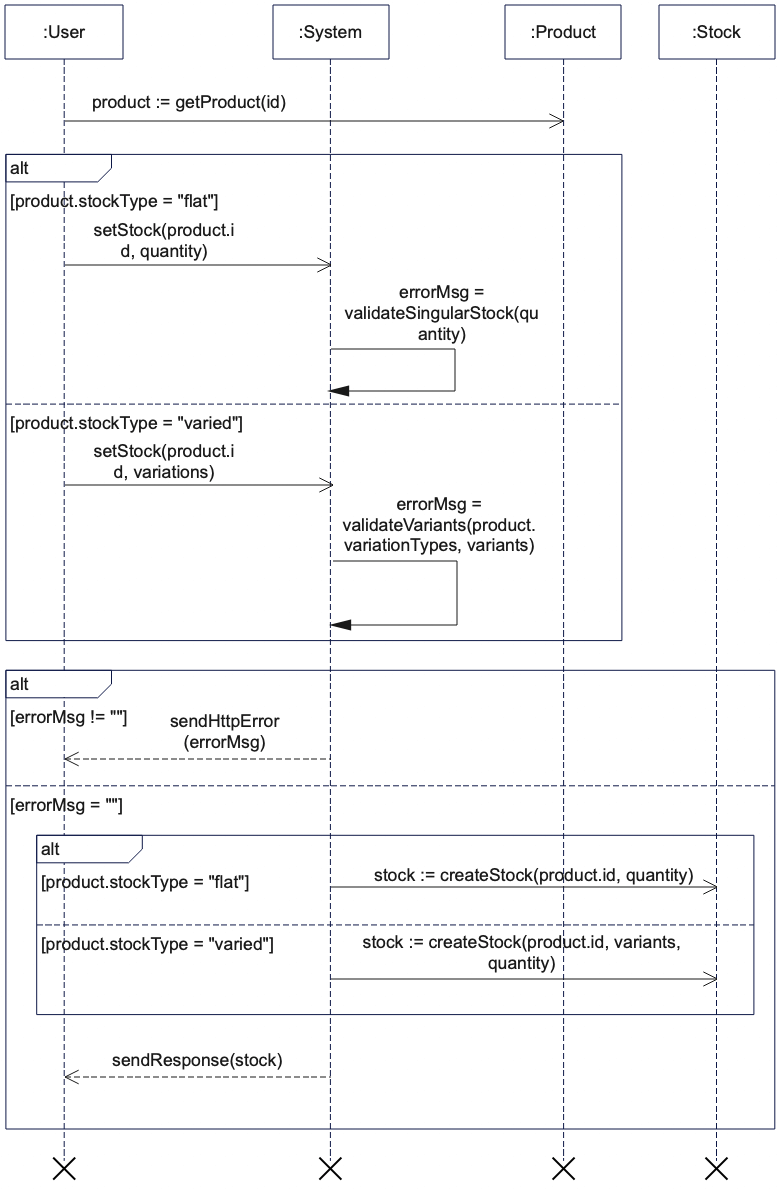 :User
:System
:Product
:Stock
product := getProduct(id)
alt
[product.stockType = "flat"]
setStock(product.i
d, quantity)
errorMsg =
validateSingularStock(qu
antity)
[product.stockType = "varied"]
setStock(product.i
d, variations)
errorMsg =
validateVariants(product.
variationTypes, variants)
alt
[errorMsg != ""]
sendHttpError
(errorMsg)
[errorMsg = ""]
alt
[product.stockType = "flat"]
stock := createStock(product.id, quantity)
[product.stockType = "varied"]
stock := createStock(product.id, variants,
quantity)
sendResponse(stock)